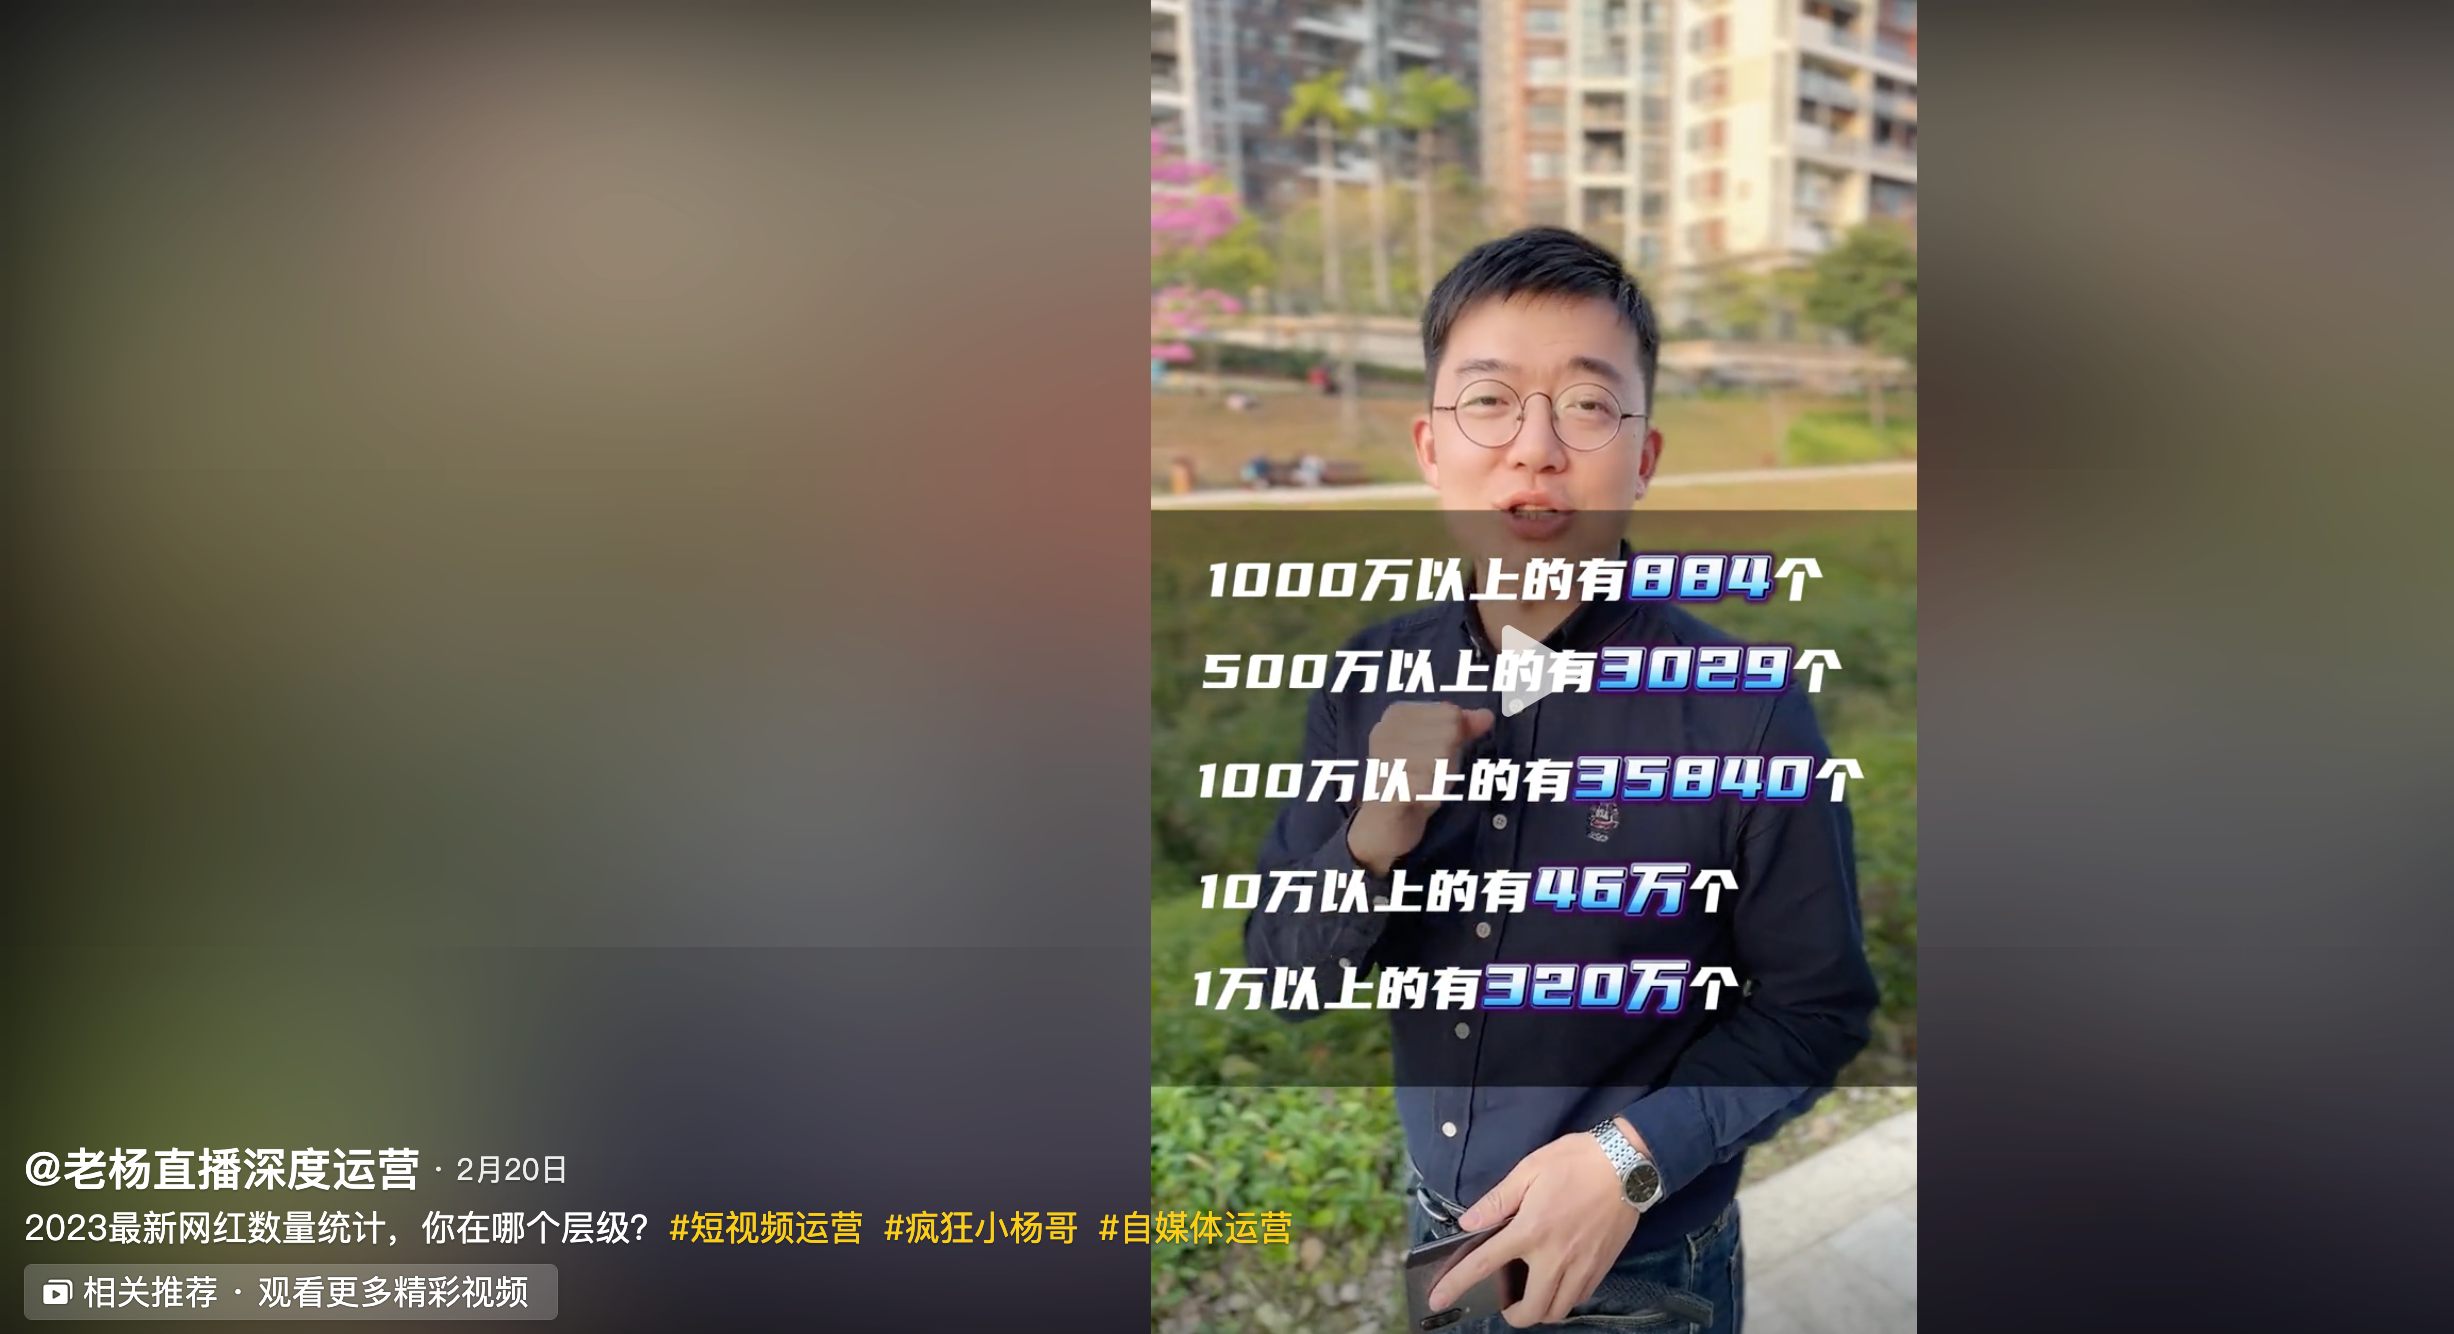 1000万以上的有884个
500万以上的有3029个
100万以上的有35840个
10万以上的有46万个
1万以上的有320万个
@老杨直播深度运营 · 2月20日
2023最新网红数量统计，你在哪个层级？ #短视频运营 #疯狂小杨哥 #自媒体运营
相关推荐 · 观看更多精彩视频